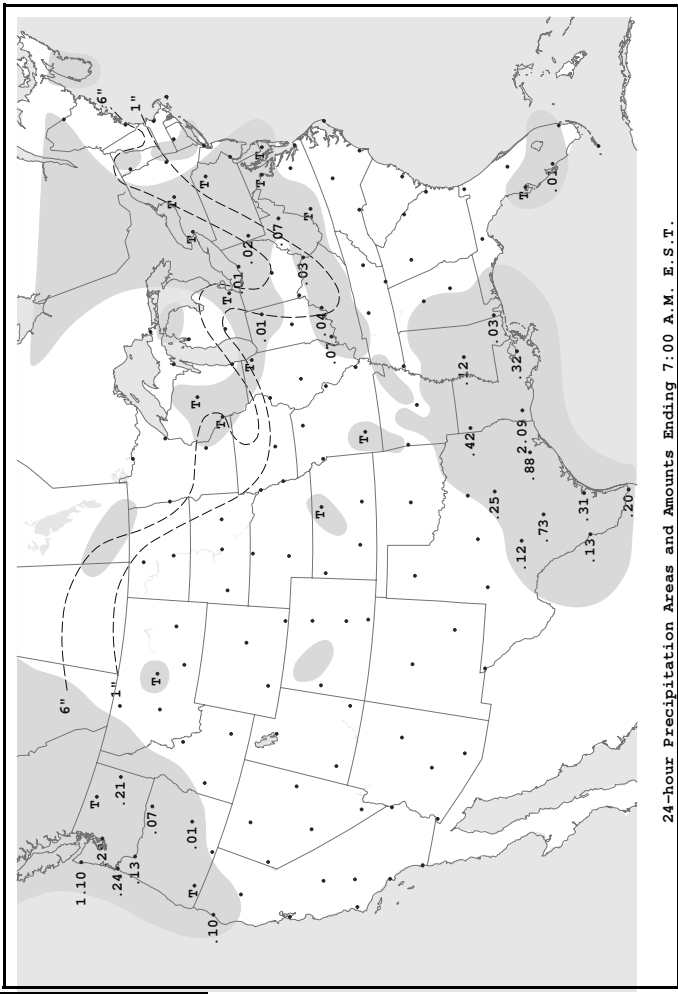 6"
1.10
T
6"
1"
.24
.21
.13
1"
.07
T
T
T
.01
T
T
T
.10
T
T
.01
.02
T
.01
T
T
.07
.03
T
.04
T
.07
T
.12
.42
.03
.25
.32
.12
2.09
T
.88
.73
.01
.31
.13
.20
24-hour Precipitation Areas and Amounts Ending 7:00 A.M. E.S.T.